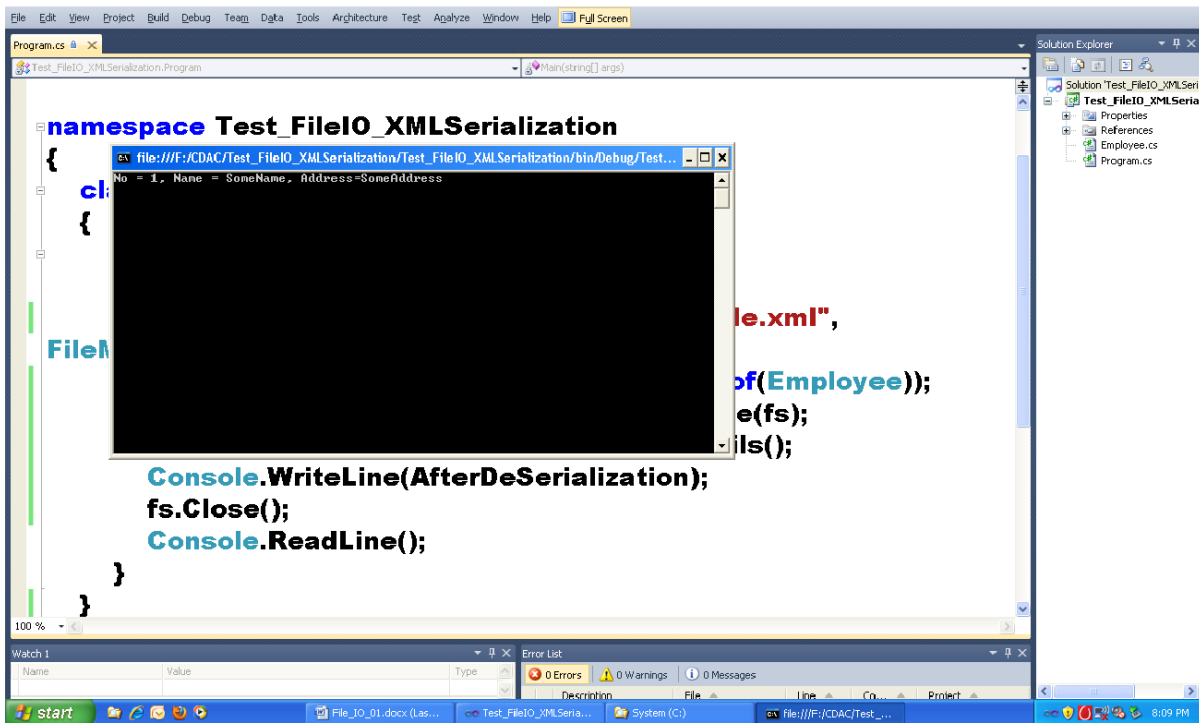 File Edit View Project Build Debug Team Data Tools Architecture Test Analyze Window Help Full Screen
Program.cs
Test_FileIO_XMLSerialization.Program
Main(string[] args)
namespace Test_FileIO_XMLSerialization
{
file:///F:/CDAC/Test_FileIO_XMLSerialization/Test_FileIO_XMLSerialization/bin/Debug/Test...
No = 1, Name = SomeName, Address=SomeAddress
{
le.xml",
of(Employee));
e(fs);
ils();
Console.WriteLine(AfterDeSerialization);
fs.Close();
Console.ReadLine();
}
}
100 %
Solution Explorer
Solution 'Test_FileIO_XMLSeri
Test_FileIO_XMLSeria
Properties
References
Employee.cs
Program.cs
Watch 1
Name Value Type
Error List
0 Errors 0 Warnings 0 Messages
Description File Line Co... Project
start
File_IO_01.docx (Las...
Test_FileIO_XMLSeria...
System (C:)
file:///F:/CDAC/Test_...
8:09 PM